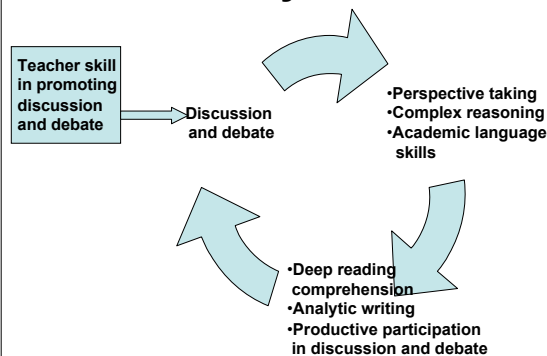 Teacher skill
in promoting
discussion
and debate
Discussion
and debate
•Perspective taking
•Complex reasoning
•Academic language
skills
•Deep reading
comprehension
•Analytic writing
•Productive participation
in discussion and debate